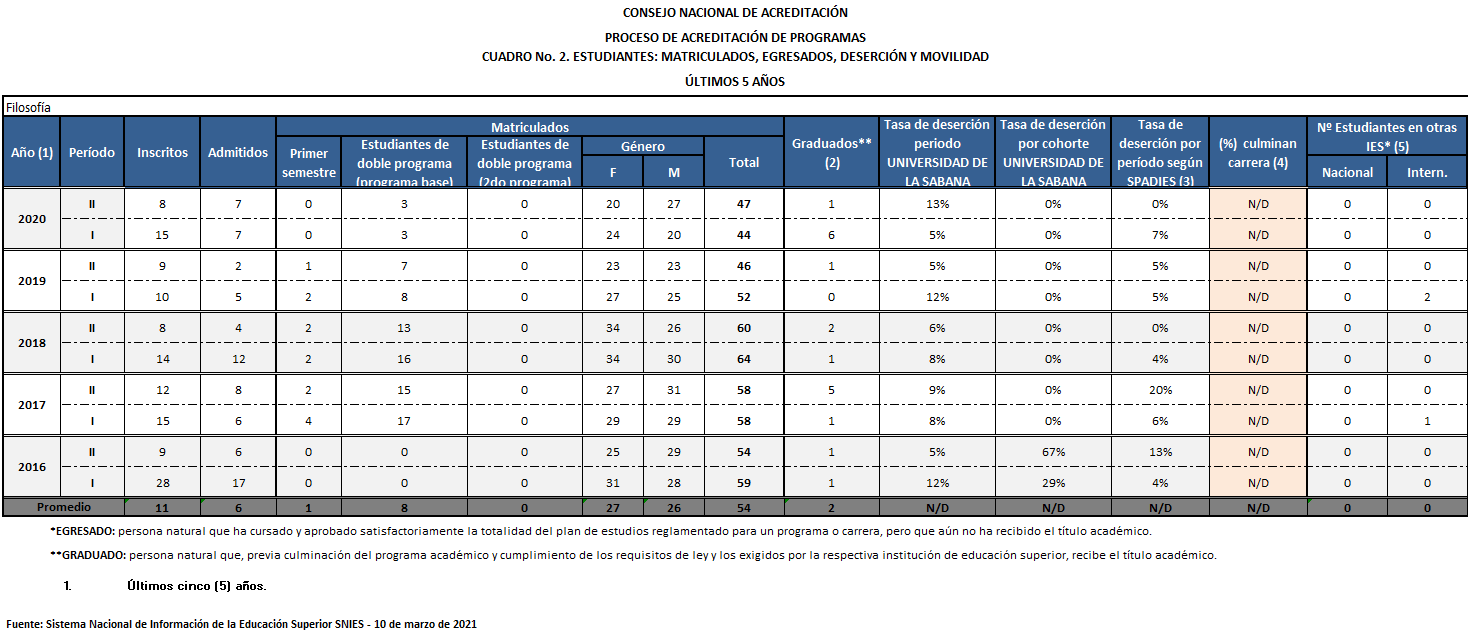 CONSEJO NACIONAL DE ACREDITACIÓN
PROCESO DE ACREDITACIÓN DE PROGRAMAS
CUADRO No. 2. ESTUDIANTES: MATRICULADOS, EGRESADOS, DESERCIÓN Y MOVILIDAD
ÚLTIMOS 5 AÑOS
Filosofía
Año (1) Período Inscritos Admitidos Matriculados Graduados** (2) Tasa de deserción periodo UNIVERSIDAD DE LA SABANA Tasa de deserción por cohorte UNIVERSIDAD DE LA SABANA Tasa de deserción por período según SPADIES (3) (%) culminan carrera (4) Nº Estudiantes en otras IES* (5)
Primer semestre Estudiantes de doble programa (programa base) Estudiantes de doble programa (2do programa) Género Total
F M Nacional Intern.
2020 II 8 7 0 3 0 20 27 47 1 13% 0% 0% N/D 0 0
I 15 7 0 3 0 24 20 44 6 5% 0% 7% N/D 0 0
2019 II 9 2 1 7 0 23 23 46 1 5% 0% 5% N/D 0 0
I 10 5 2 8 0 27 25 52 0 12% 0% 5% N/D 0 2
2018 II 8 4 2 13 0 34 26 60 2 6% 0% 0% N/D 0 0
I 14 12 2 16 0 34 30 64 1 8% 0% 4% N/D 0 0
2017 II 12 8 2 15 0 27 31 58 5 9% 0% 20% N/D 0 0
I 15 6 4 17 0 29 29 58 1 8% 0% 6% N/D 0 1
2016 II 9 6 0 0 0 25 29 54 1 5% 67% 13% N/D 0 0
I 28 17 0 0 0 31 28 59 1 12% 29% 4% N/D 0 0
Promedio 11 6 1 8 0 27 26 54 2 N/D N/D N/D N/D 0 0
*EGRESADO: persona natural que ha cursado y aprobado satisfactoriamente la totalidad del plan de estudios reglamentado para un programa o carrera, pero que aún no ha recibido el título académico.
**GRADUADO: persona natural que, previa culminación del programa académico y cumplimiento de los requisitos de ley y los exigidos por la respectiva institución de educación superior, recibe el título académico.
1. Últimos cinco (5) años.
Fuente: Sistema Nacional de Información de la Educación Superior SNIES - 10 de marzo de 2021